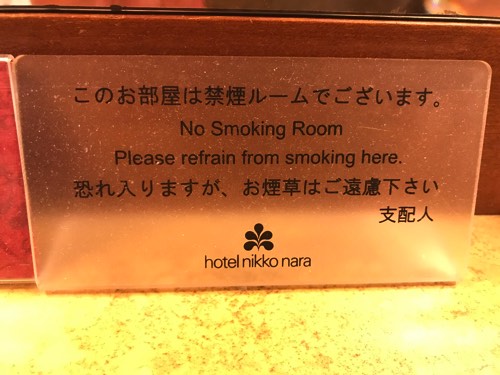 このお部屋は禁煙ルームでございます。
No Smoking Room
Please refrain from smoking here.
恐れ入りますが、お煙草はご遠慮下さい
支配人
hotel nikko nara